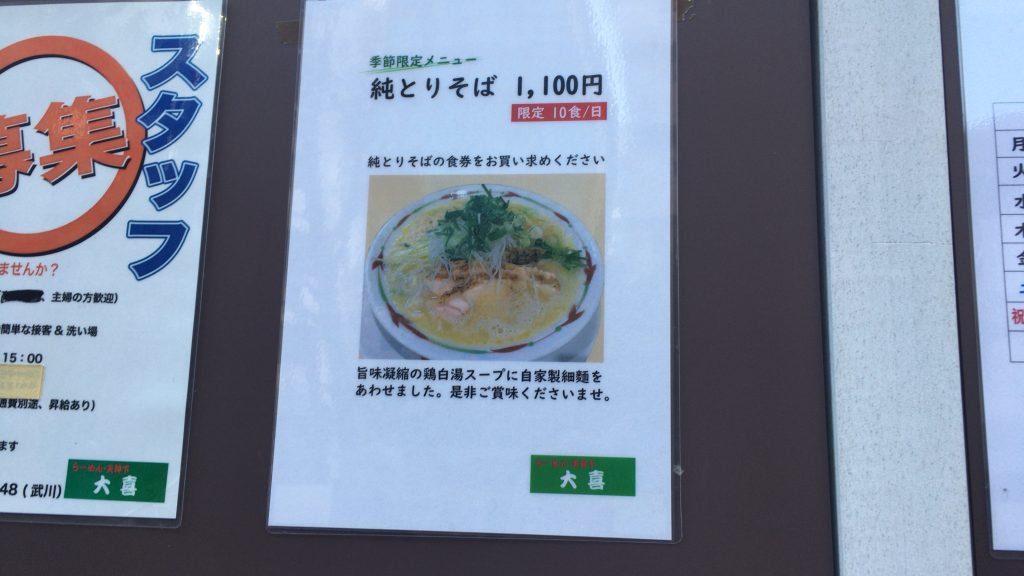 スタッフ
募集
ませんか？
、主婦の方歓迎)
簡単な接客 & 洗い場
15：00
通費別途、昇給あり)
ます
48 (武川)
大喜
季節限定メニュー
純とりそば 1,100円
限定 10食/日
純とりそばの食券をお買い求めください
旨味凝縮の鶏白湯スープに自家製細麺を
あわせました。是非ご賞味くださいませ。
大喜
月
火
水
木
金
土
祝